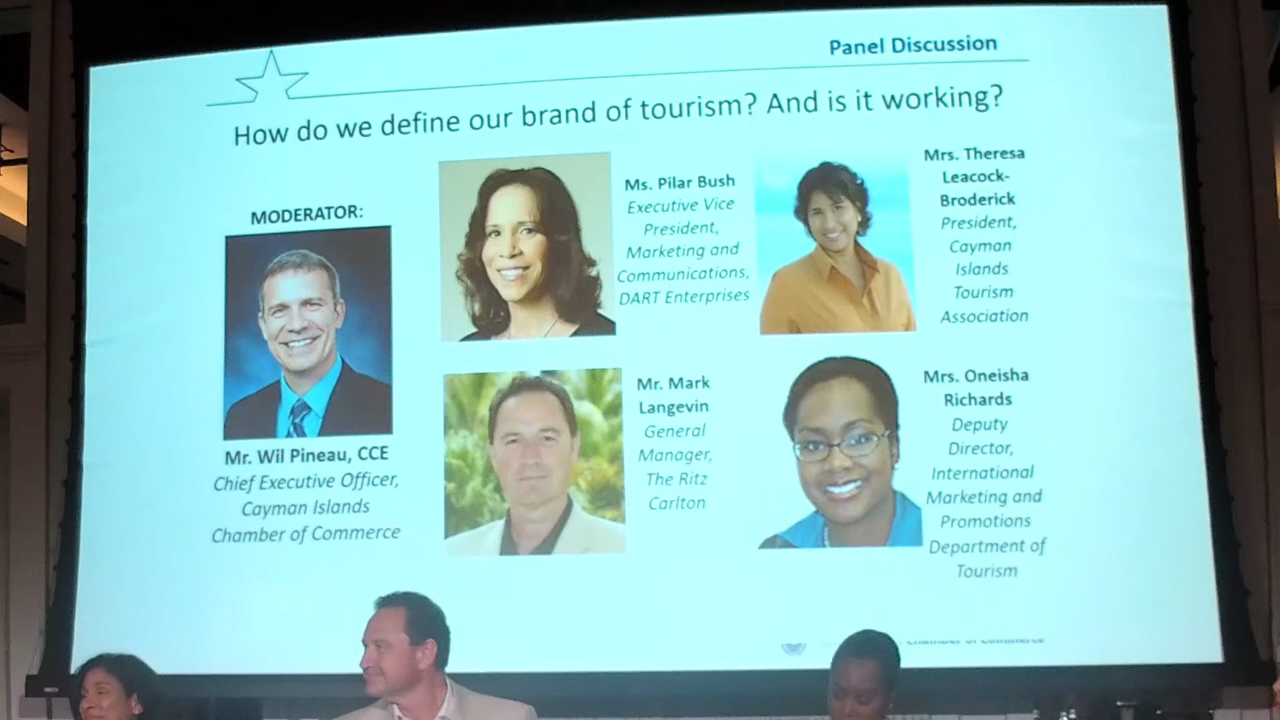 Panel Discussion
How do we define our brand of tourism? And is it working?
MODERATOR:
Mr. Wil Pineau, CCE
Chief Executive Officer,
Cayman Islands
Chamber of Commerce
Ms. Pilar Bush
Executive Vice
President,
Marketing and
Communications,
DART Enterprises
Mrs. Theresa
Leacock-
Broderick
President,
Cayman
Islands
Tourism
Association
Mr. Mark
Langevin
General
Manager,
The Ritz
Carlton
Mrs. Oneisha
Richards
Deputy
Director,
International
Marketing and
Promotions
Department of
Tourism
Chamber of Commerce